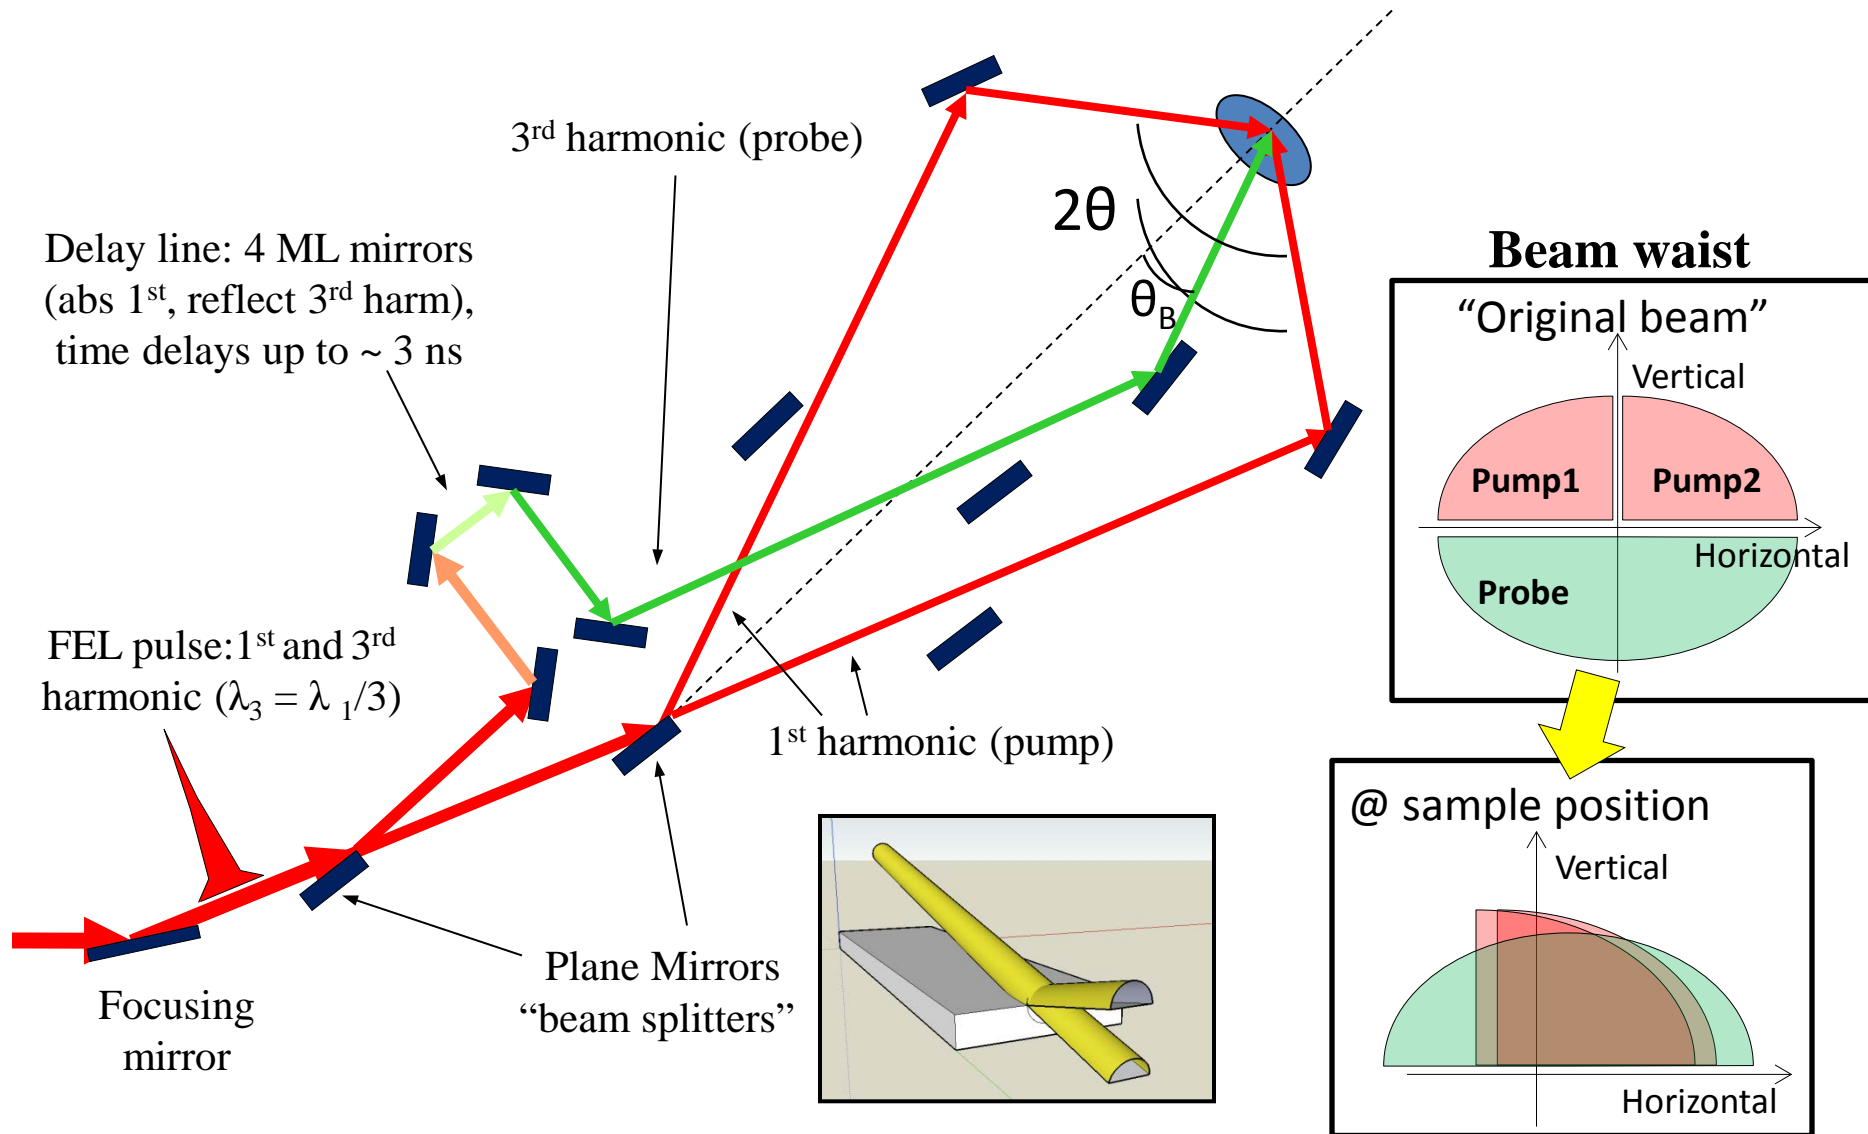 3rd harmonic (probe)
Delay line: 4 ML mirrors
(abs 1st, reflect 3rd harm),
time delays up to ~ 3 ns
2θ
θB
FEL pulse:1st and 3rd
harmonic (λ3 = λ 1/3)
1st harmonic (pump)
Focusing
mirror
Plane Mirrors
“beam splitters”
Beam waist
“Original beam”
Vertical
Pump1
Pump2
Horizontal
Probe
@ sample position
Vertical
Horizontal